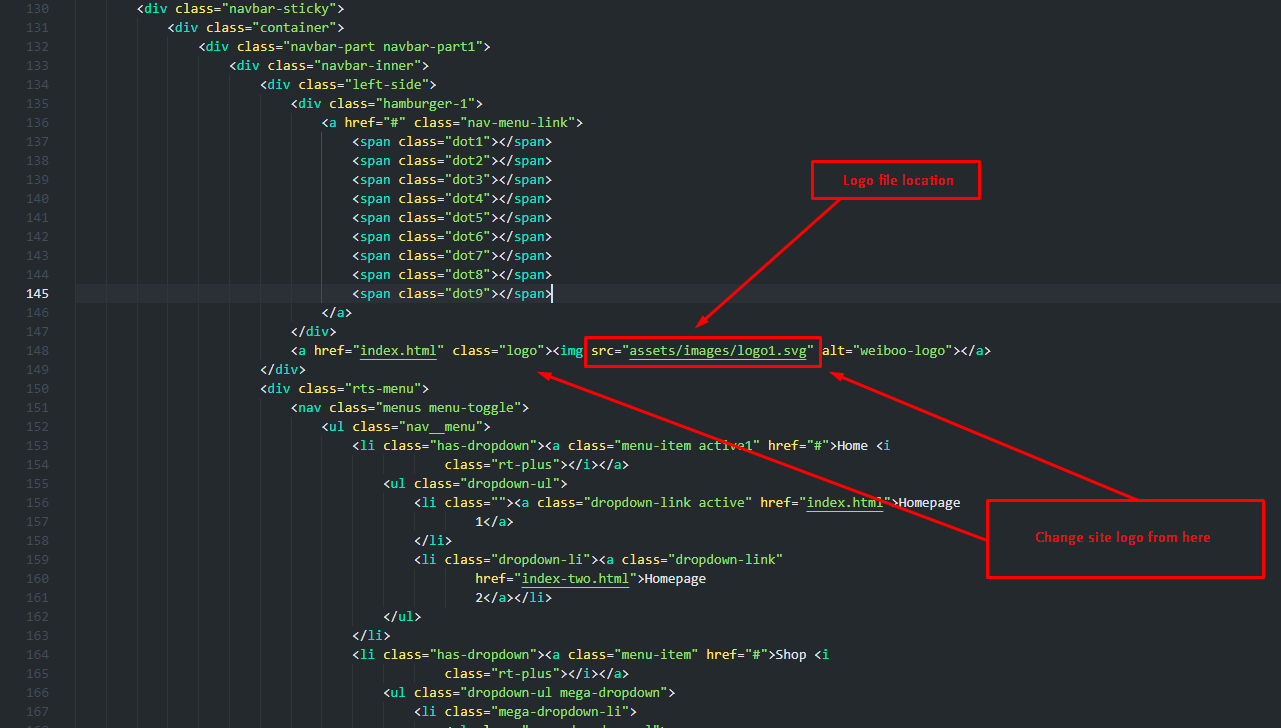 130 <div class="navbar-sticky">
131 <div class="container">
132 <div class="navbar-part navbar-part1">
133 <div class="navbar-inner">
134 <div class="left-side">
135 <div class="hamburger-1">
136 <a href="#" class="nav-menu-link">
137 <span class="dot1"></span>
138 <span class="dot2"></span>
139 <span class="dot3"></span>
Logo file location
140 <span class="dot4"></span>
141 <span class="dot5"></span>
142 <span class="dot6"></span>
143 <span class="dot7"></span>
144 <span class="dot8"></span>
145 <span class="dot9"></span>
146 </a>
147 </div>
148 <a href="index.html" class="logo"><img src="assets/images/logo1.svg" alt="weiboo-logo"></a>
149 </div>
150 <div class="rts-menu">
151 <nav class="menus menu-toggle">
152 <ul class="nav__menu">
153 <li class="has-dropdown"><a class="menu-item active1" href="#">Home <i
154 class="rt-plus"></i></a>
155 <ul class="dropdown-ul">
156 <li class=""><a class="dropdown-link active" href="index.html">Homepage
157 1</a>
Change site logo from here
158 </li>
159 <li class="dropdown-li"><a class="dropdown-link"
160 href="index-two.html">Homepage
161 2</a></li>
162 </ul>
163 </li>
164 <li class="has-dropdown"><a class="menu-item" href="#">Shop <i
165 class="rt-plus"></i></a>
166 <ul class="dropdown-ul mega-dropdown">
167 <li class="mega-dropdown-li">